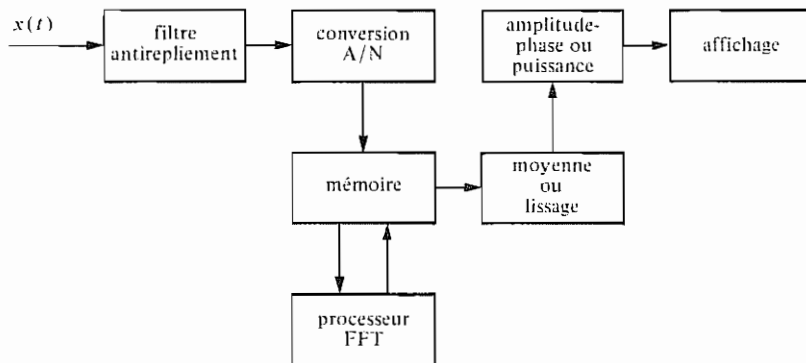 x(t)
filtre
antirepliement
conversion
A/N
amplitude-
phase ou
puissance
affichage
mémoire
moyenne
ou
lissage
processeur
FFT